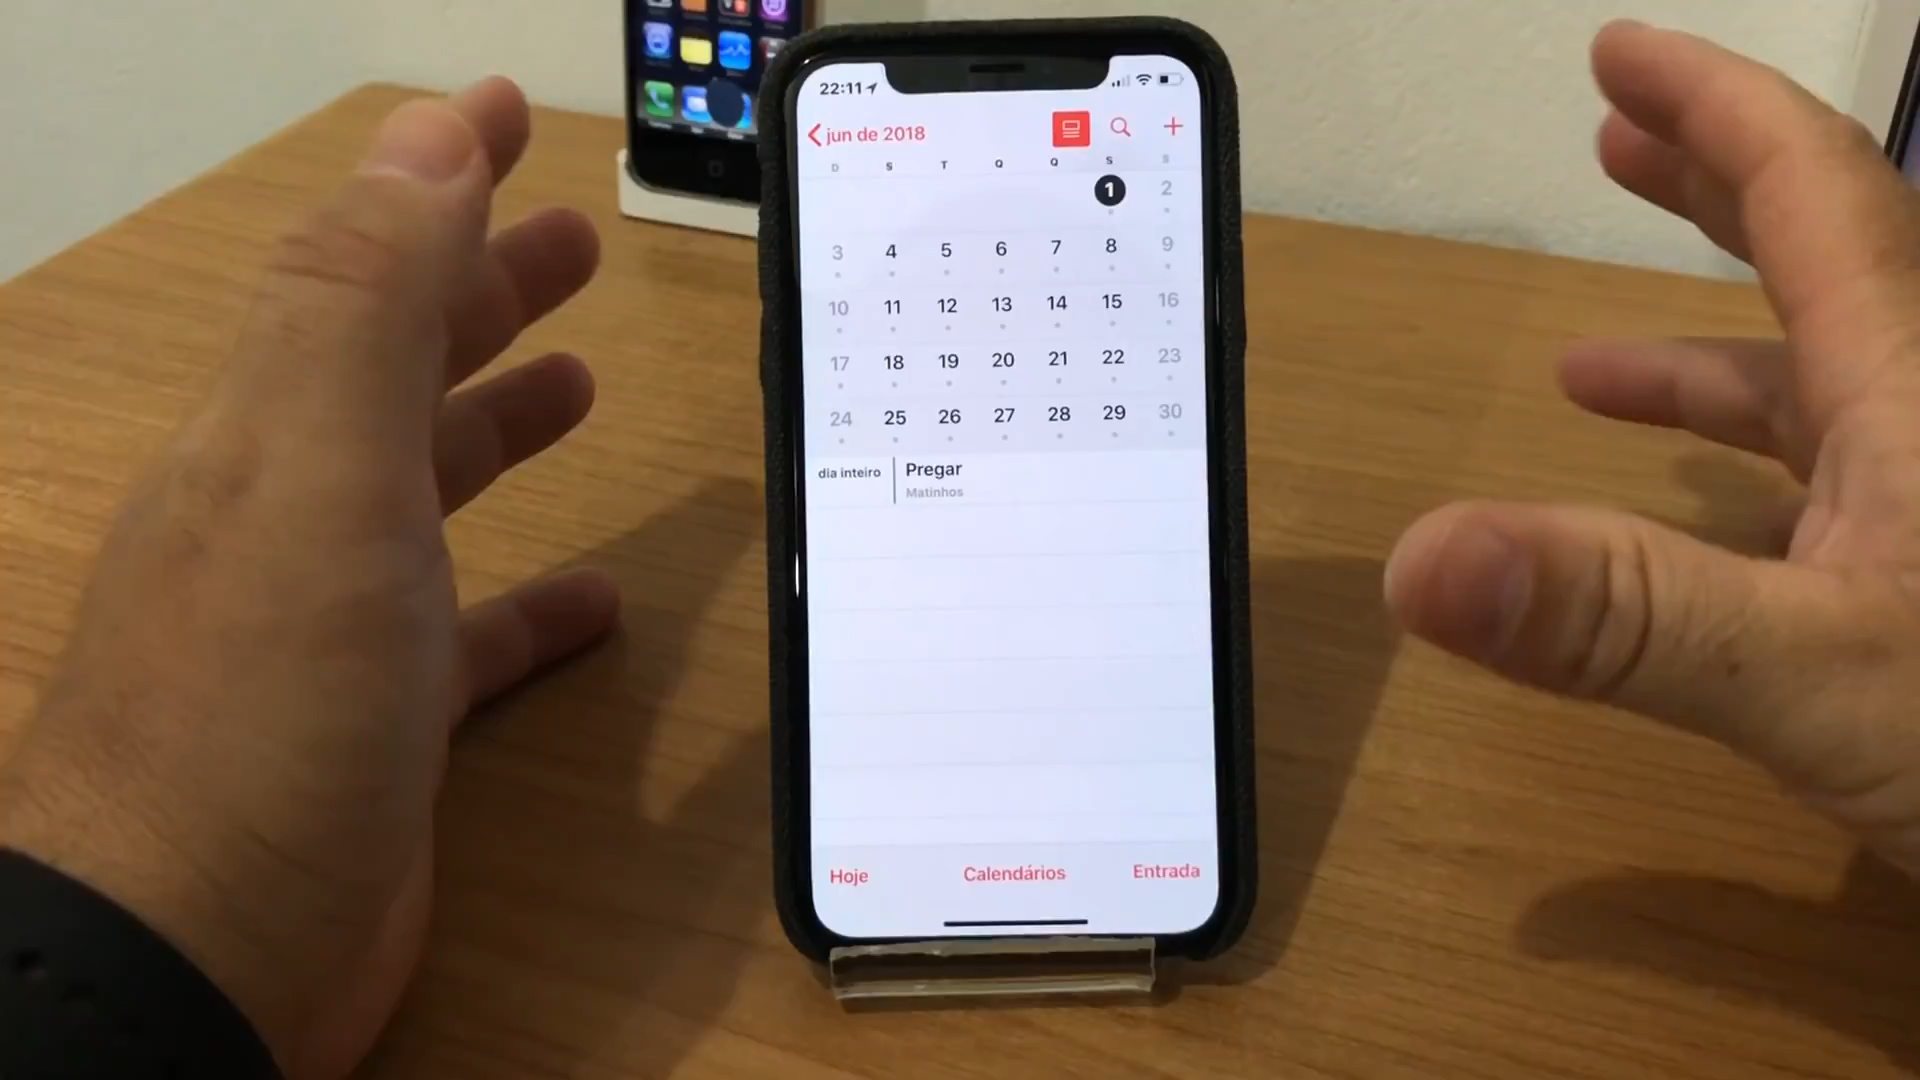 22:11
jun de 2018
D S T Q Q S S
1 2
3 4 5 6 7 8 9
10 11 12 13 14 15 16
17 18 19 20 21 22 23
24 25 26 27 28 29 30
dia inteiro Pregar
Matinhos
Hoje Calendários Entrada